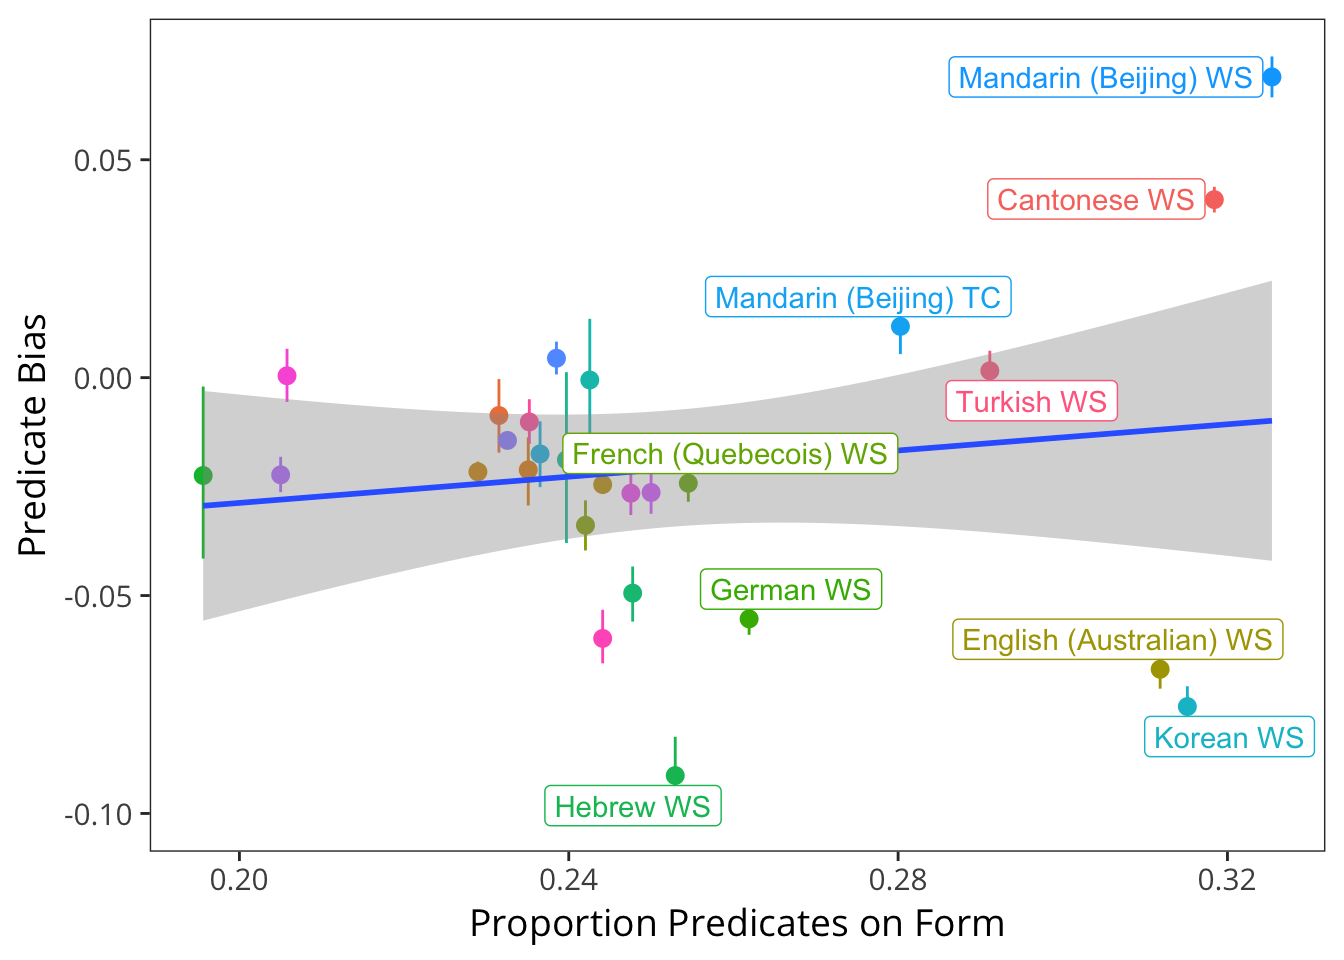 Mandarin (Beijing) WS
0.05
Cantonese WS
Mandarin (Beijing) TC
0.00
Turkish WS
French (Quebecois) WS
Predicate Bias
-0.05
German WS
English (Australian) WS
Korean WS
Hebrew WS
-0.10
0.20 0.24 0.28 0.32
Proportion Predicates on Form